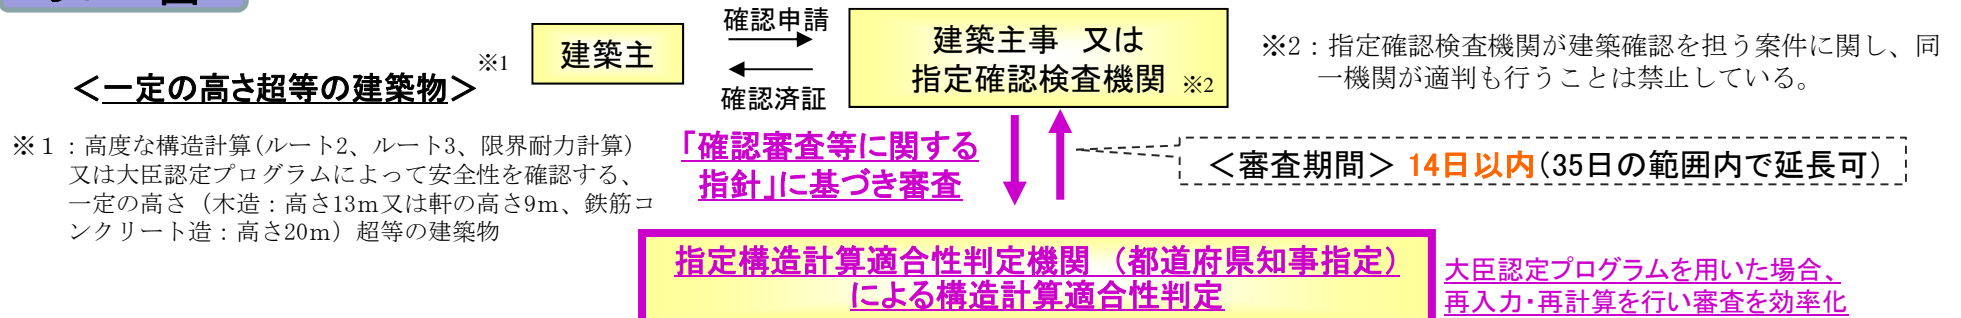 確認申請
建築主
建築主事　又は
指定確認検査機関 ※2
確認済証
※2：指定確認検査機関が建築確認を担う案件に関し、同
一機関が適判も行うことは禁止している。
＜一定の高さ超等の建築物＞※1
※１：高度な構造計算(ルート2、ルート3、限界耐力計算)
又は大臣認定プログラムによって安全性を確認する、
一定の高さ（木造：高さ13ｍ又は軒の高さ9ｍ、鉄筋コ
ンクリート造：高さ20ｍ）超等の建築物
「確認審査等に関する
指針」に基づき審査
＜審査期間＞ 14日以内(35日の範囲内で延長可)
指定構造計算適合性判定機関　（都道府県知事指定）
による構造計算適合性判定
大臣認定プログラムを用いた場合、
再入力・再計算を行い審査を効率化